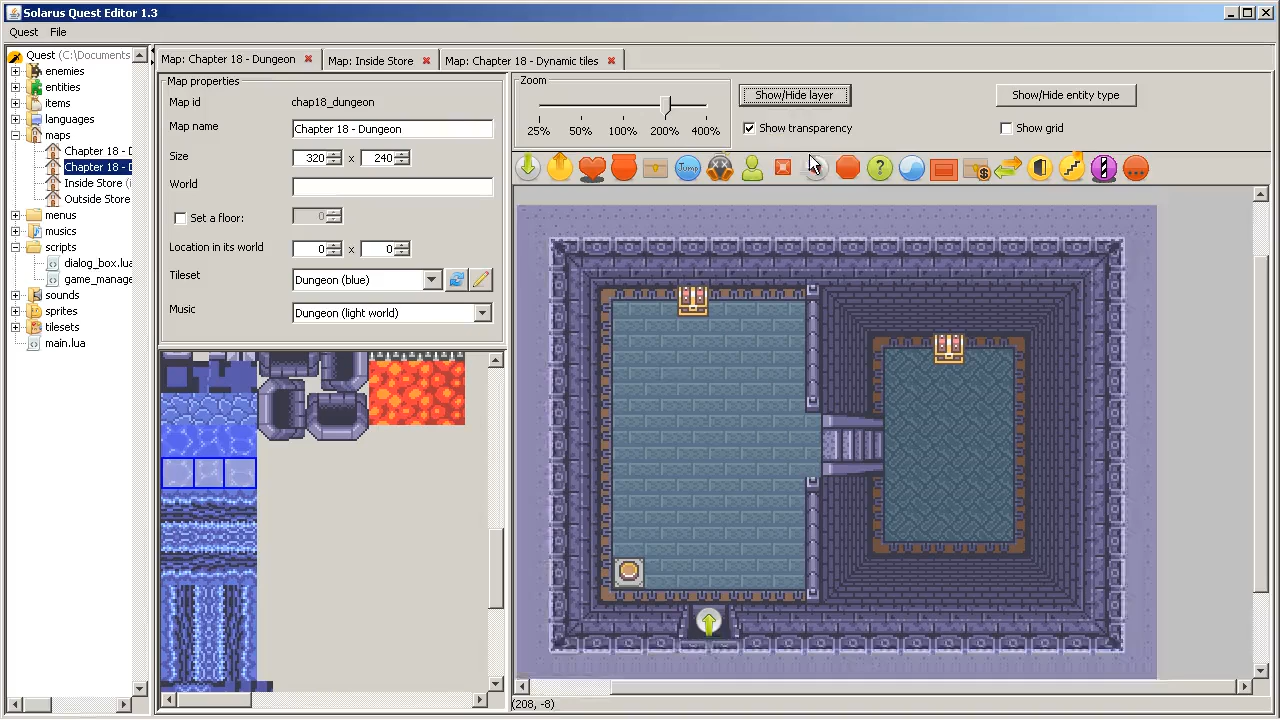 Solarus Quest Editor 1.3
Quest File
Quest (C:\Documents
enemies
entities
items
languages
maps
Chapter 18 - D
Chapter 18 - D
Inside Store (i
Outside Store
menus
musics
scripts
dialog_box.lua
game_manage
sounds
sprites
tilesets
main.lua
Map: Chapter 18 - Dungeon Map: Inside Store Map: Chapter 18 - Dynamic tiles
Map properties
Map id chap18_dungeon
Map name Chapter 18 - Dungeon
Size 320 x 240
World
Set a floor: 0
Location in its world 0 x 0
Tileset Dungeon (blue)
Music Dungeon (light world)
Zoom
25% 50% 100% 200% 400%
Show/Hide layer Show/Hide entity type
Show transparency Show grid
Jump ? $
(208, -8)